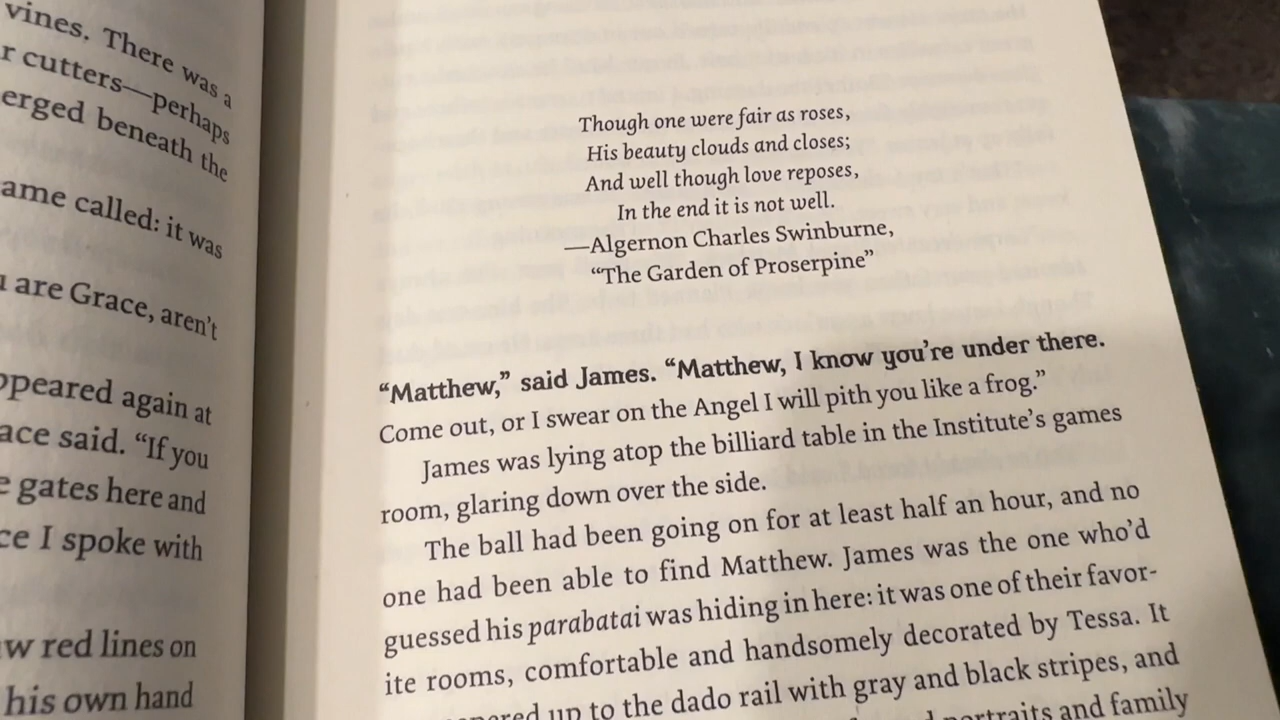 vines. There was a
r cutters—perhaps
erged beneath the
ame called: it was
are Grace, aren't
ppeared again at
ace said. “If you
e gates here and
ce I spoke with
w red lines on
his own hand
Though one were fair as roses,
His beauty clouds and closes;
And well though love reposes,
In the end it is not well.
—Algernon Charles Swinburne,
“The Garden of Proserpine”
“Matthew,” said James. “Matthew, I know you’re under there.
Come out, or I swear on the Angel I will pith you like a frog.”
James was lying atop the billiard table in the Institute’s games
room, glaring down over the side.
The ball had been going on for at least half an hour, and no
one had been able to find Matthew. James was the one who’d
guessed his parabatai was hiding in here: it was one of their favor-
ite rooms, comfortable and handsomely decorated by Tessa. It
up to the dado rail with gray and black stripes, and
portraits and family